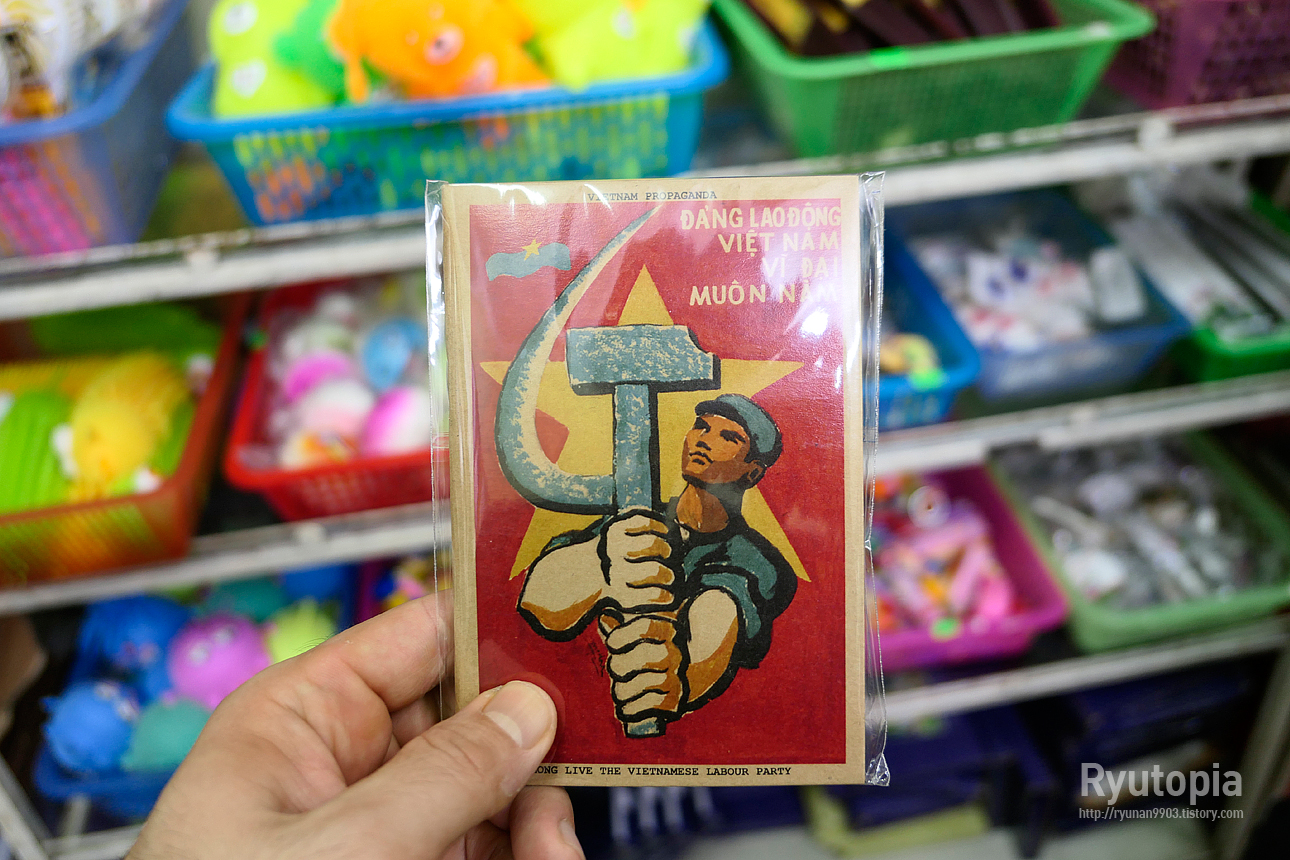 VIETNAM PROPAGANDA
ĐẢNG LAO ĐỘNG
VIỆT NAM
VĨ ĐẠI
MUÔN NĂM
LONG LIVE THE VIETNAMESE LABOUR PARTY
Ryutopia
http://ryunan9903.tistory.com